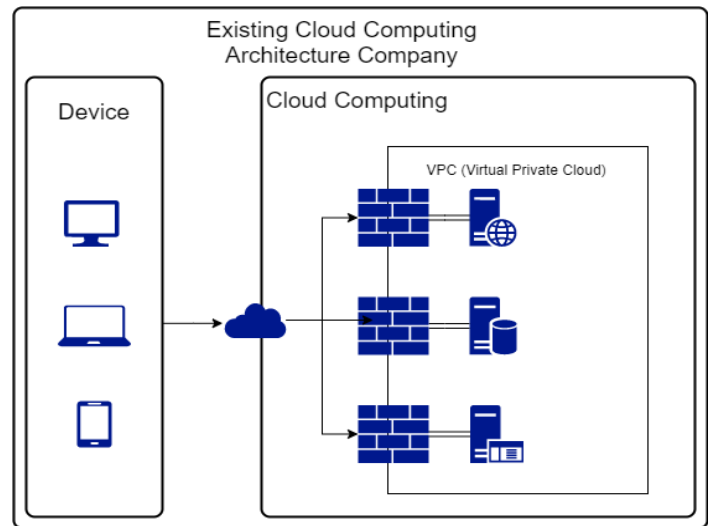 Existing Cloud Computing
Architecture Company
Device
Cloud Computing
VPC (Virtual Private Cloud)